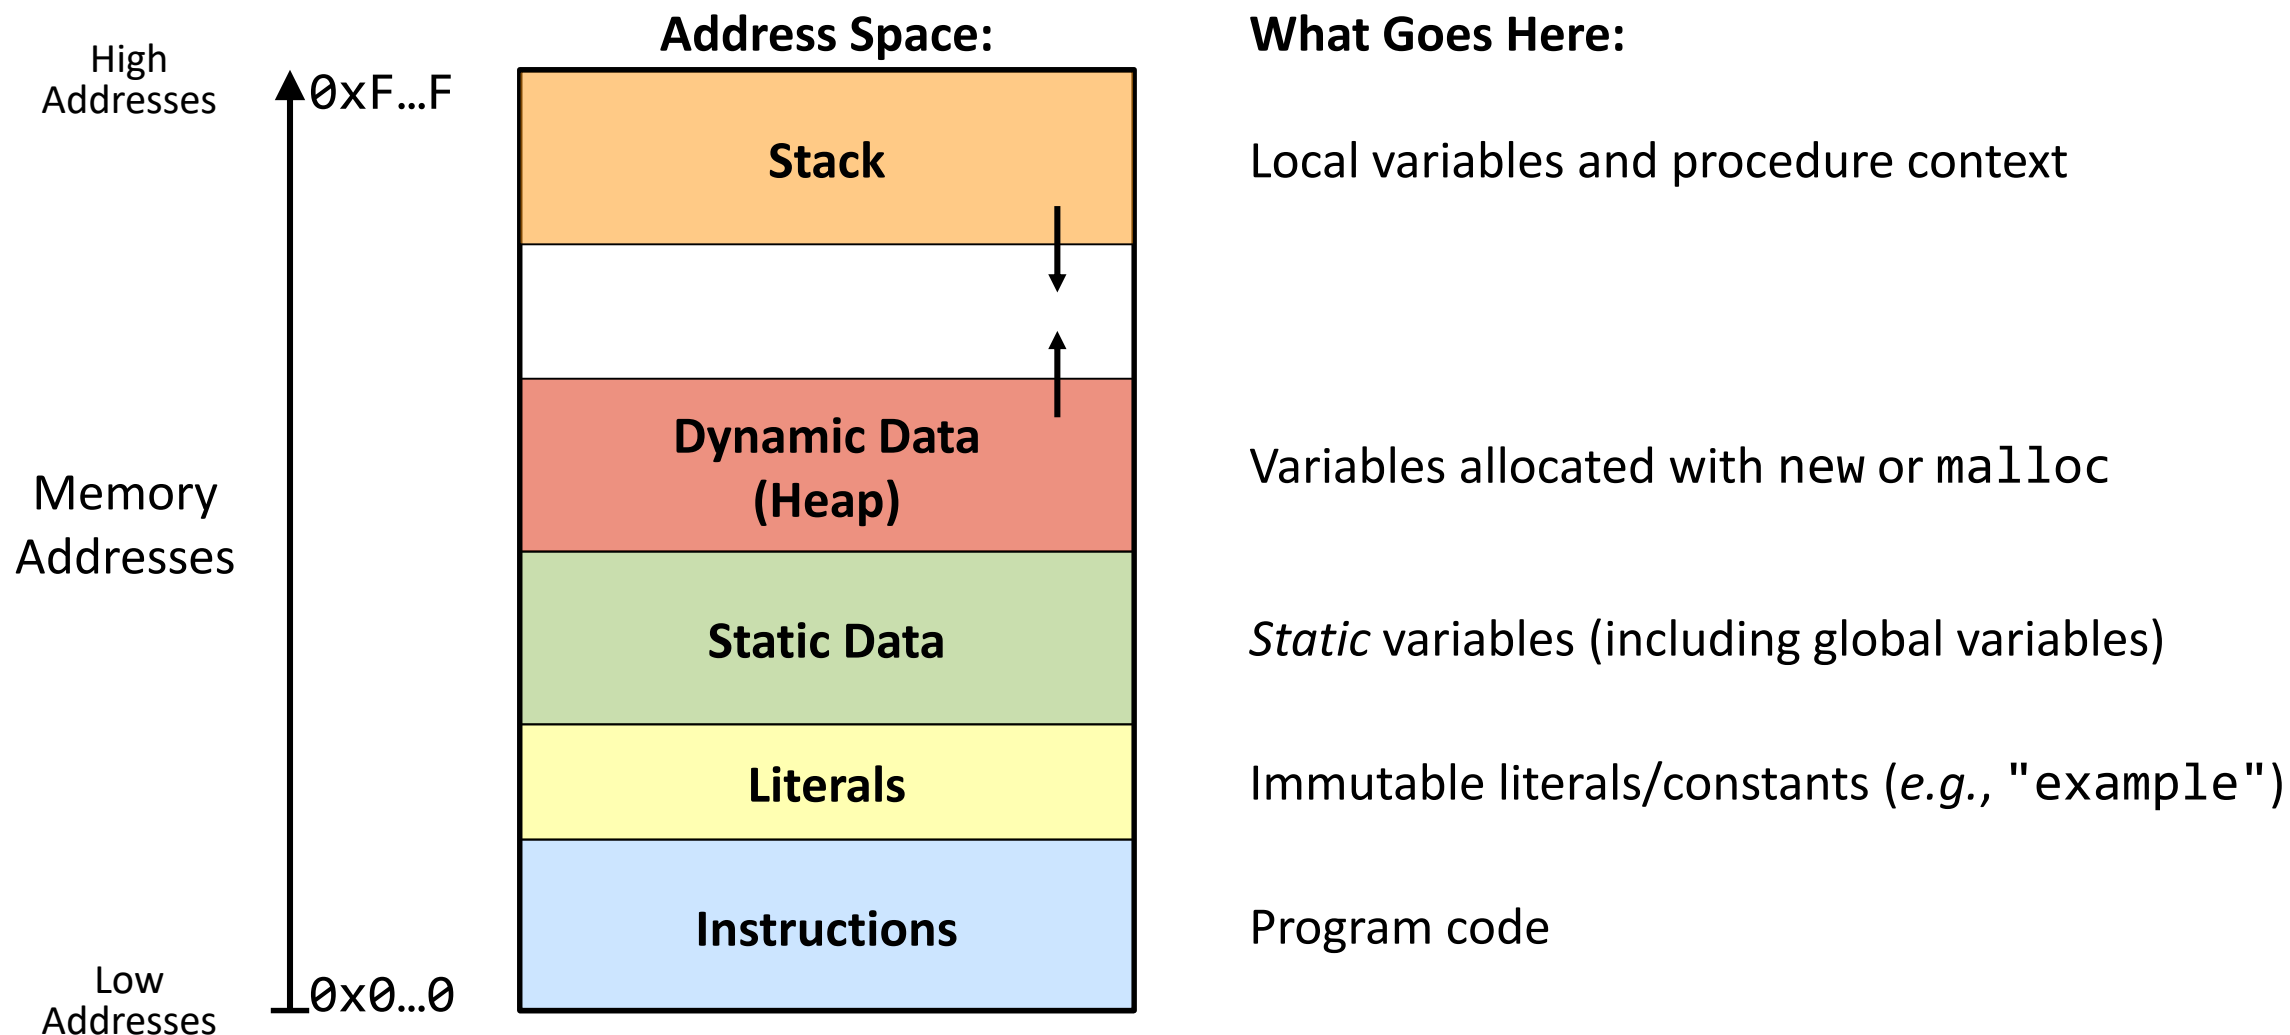 Address Space:
What Goes Here:
High
Addresses
0xF…F
Stack
Local variables and procedure context
Dynamic Data
(Heap)
Variables allocated with new or malloc
Memory
Addresses
Static Data
Static variables (including global variables)
Literals
Immutable literals/constants (e.g., "example")
Instructions
Program code
Low
Addresses
0x0…0